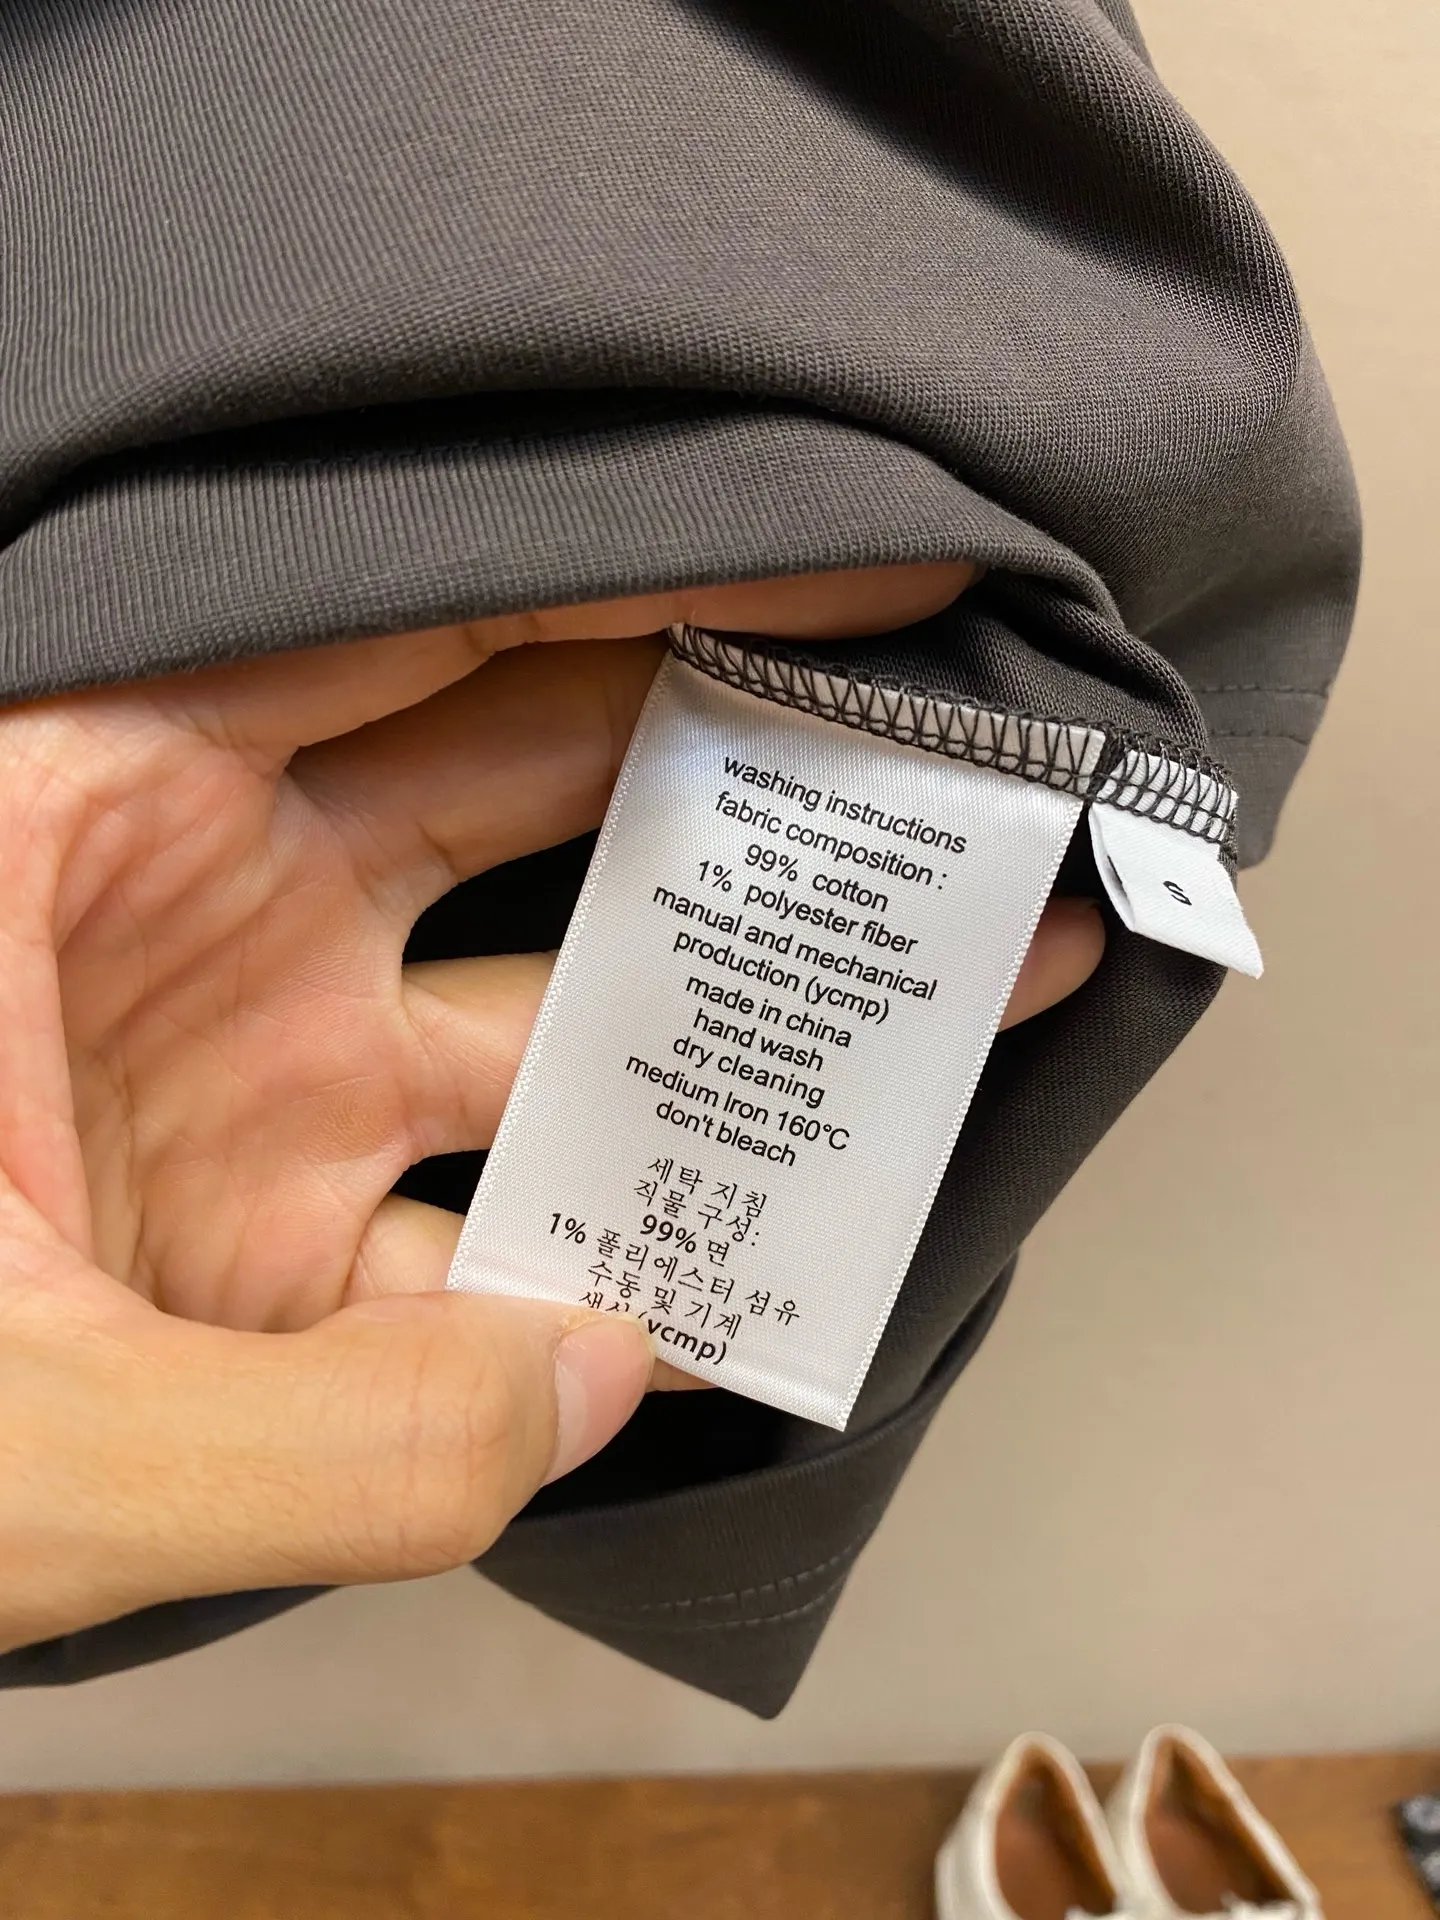 washing instructions
fabric composition :
99% cotton
1% polyester fiber
manual and mechanical
production (ycmp)
made in china
hand wash
dry cleaning
medium Iron 160°C
don't bleach
세탁 지침
직물 구성:
99% 면
1% 폴리에스터 섬유
수동 및 기계
(ycmp)
S